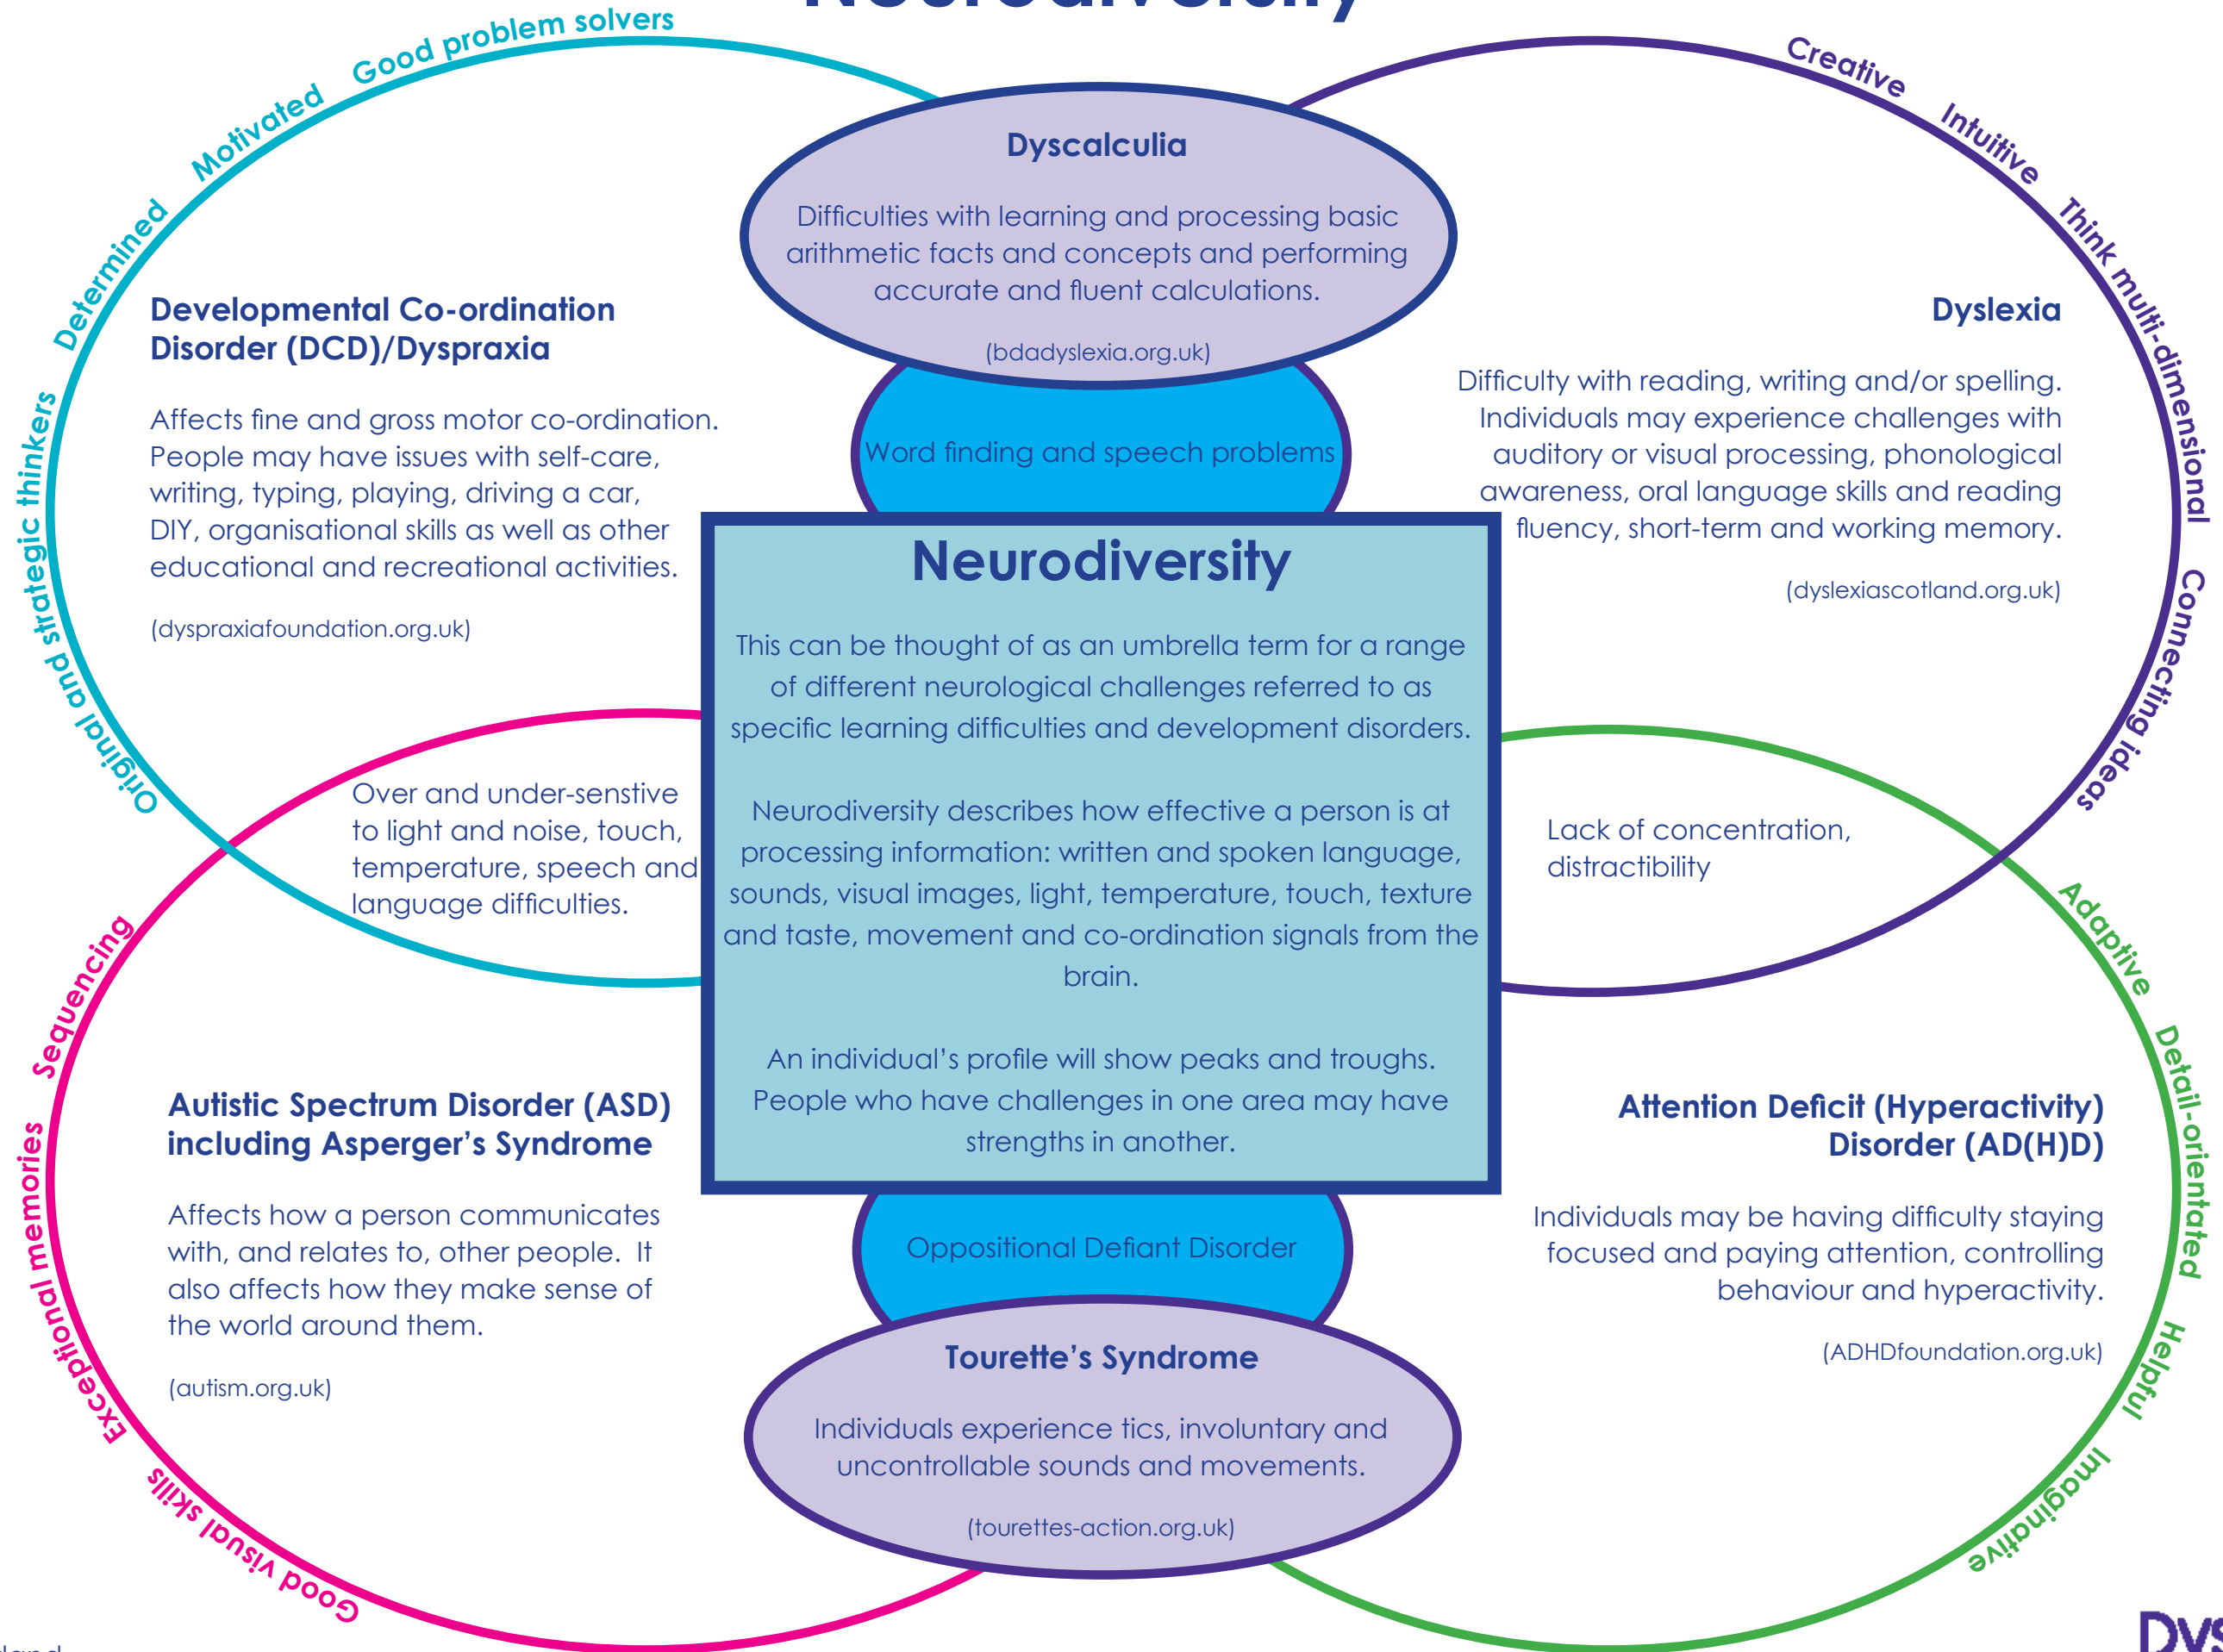 Neurodiversity
Good problem solvers
Motivated
Determined
Original and strategic thinkers
Creative
Intuitive
Think multi-dimensional
Connecting ideas
Dyscalculia
Difficulties with learning and processing basic
arithmetic facts and concepts and performing
accurate and fluent calculations.
(bdadyslexia.org.uk)
Word finding and speech problems
Developmental Co-ordination
Disorder (DCD)/Dyspraxia
Affects fine and gross motor co-ordination.
People may have issues with self-care,
writing, typing, playing, driving a car,
DIY, organisational skills as well as other
educational and recreational activities.
(dyspraxiafoundation.org.uk)
Dyslexia
Difficulty with reading, writing and/or spelling.
Individuals may experience challenges with
auditory or visual processing, phonological
awareness, oral language skills and reading
fluency, short-term and working memory.
(dyslexiascotland.org.uk)
Neurodiversity
This can be thought of as an umbrella term for a range
of different neurological challenges referred to as
specific learning difficulties and development disorders.
Neurodiversity describes how effective a person is at
processing information: written and spoken language,
sounds, visual images, light, temperature, touch, texture
and taste, movement and co-ordination signals from the
brain.
An individual's profile will show peaks and troughs.
People who have challenges in one area may have
strengths in another.
Over and under-senstive
to light and noise, touch,
temperature, speech and
language difficulties.
Lack of concentration,
distractibility
Sequencing
Exceptional memories
Good visual skills
Autistic Spectrum Disorder (ASD)
including Asperger's Syndrome
Affects how a person communicates
with, and relates to, other people. It
also affects how they make sense of
the world around them.
(autism.org.uk)
Adaptive
Detail-orientated
Helpful
Imaginative
Attention Deficit (Hyperactivity)
Disorder (AD(H)D)
Individuals may be having difficulty staying
focused and paying attention, controlling
behaviour and hyperactivity.
(ADHDfoundation.org.uk)
Oppositional Defiant Disorder
Tourette's Syndrome
Individuals experience tics, involuntary and
uncontrollable sounds and movements.
(tourettes-action.org.uk)